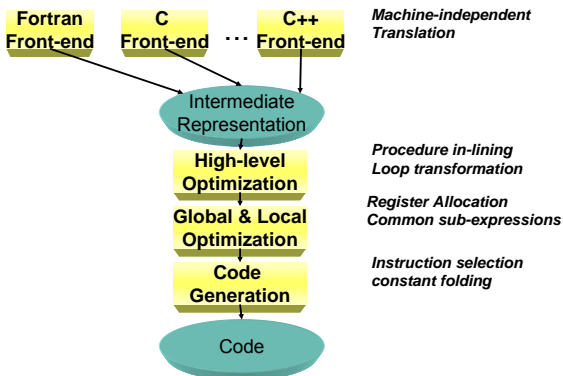 Fortran Front-end
C Front-end
...
C++ Front-end
Machine-independent
Translation
Intermediate
Representation
High-level
Optimization
Procedure in-lining
Loop transformation
Global & Local
Optimization
Register Allocation
Common sub-expressions
Code
Generation
Instruction selection
constant folding
Code